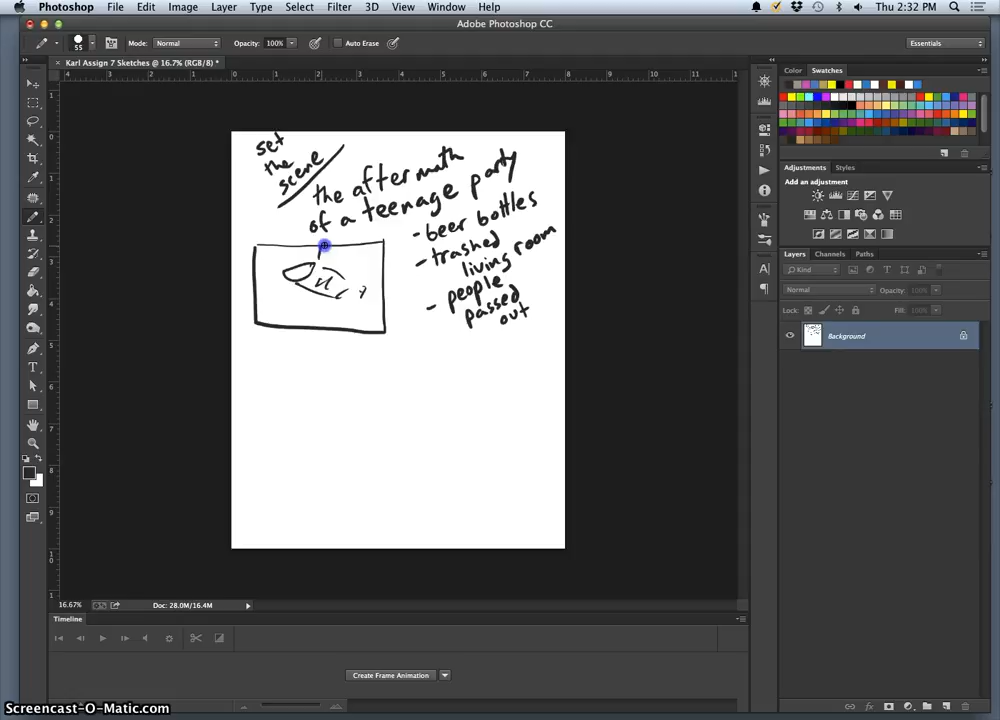 Photoshop File Edit Image Layer Type Select Filter 3D View Window Help
Thu 2:32 PM
Adobe Photoshop CC
55 Mode: Normal Opacity: 100% Auto Erase
Essentials
Karl Assign 7 Sketches @ 16.7% (RGB/8) *
Color Swatches
set
the
scene
the aftermath
of a teenage party
- beer bottles
- trashed
living room
- people
passed
out
Adjustments Styles
Add an adjustment
Layers Channels Paths
Kind
Normal Opacity: 100%
Lock: Fill: 100%
Background
16.67% Doc: 28.0M/16.4M
Timeline
Create Frame Animation
Screencast-O-Matic.com